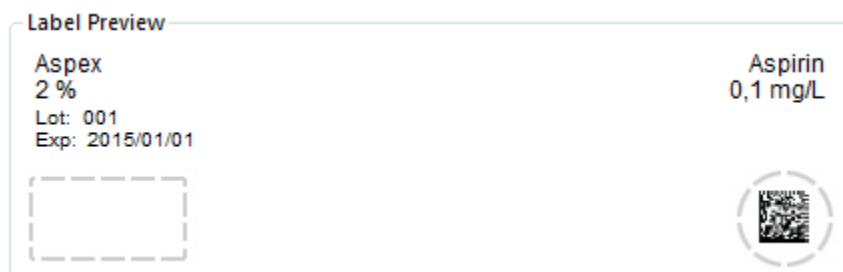 Label Preview
Aspex Aspirin
2 % 0,1 mg/L
Lot: 001
Exp: 2015/01/01